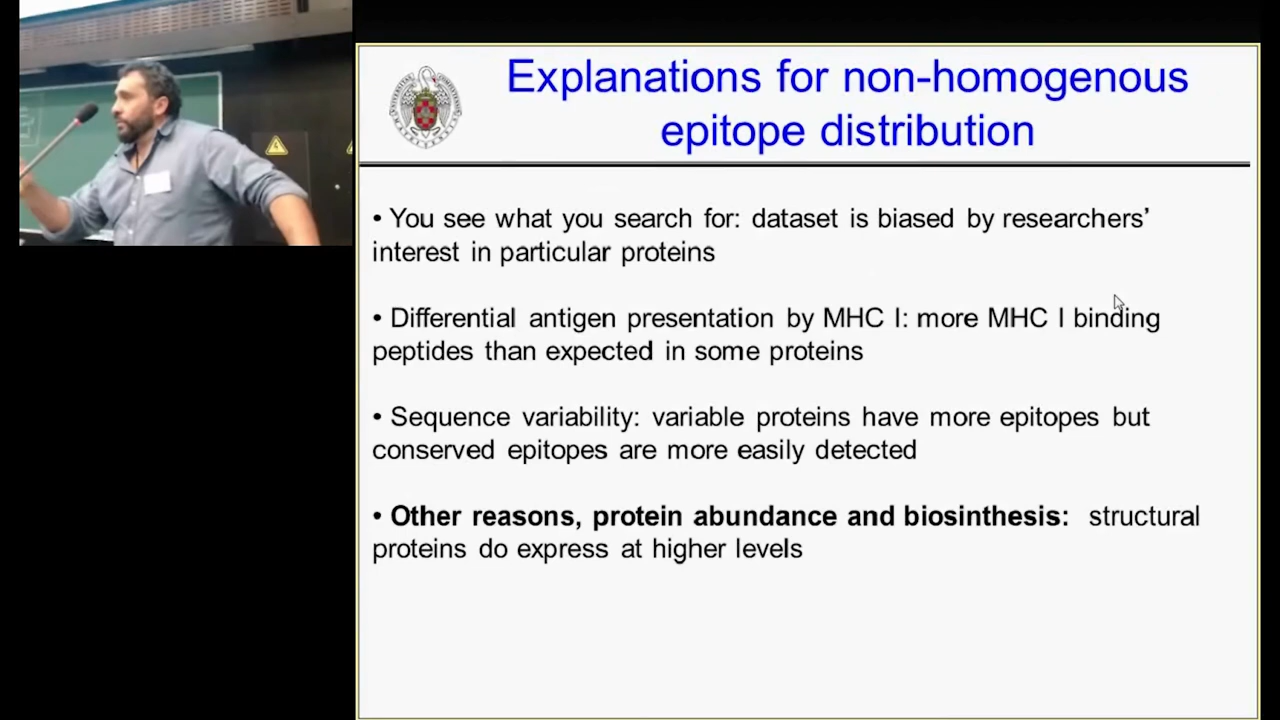 Explanations for non-homogenous
epitope distribution
• You see what you search for: dataset is biased by researchers'
interest in particular proteins
• Differential antigen presentation by MHC I: more MHC I binding
peptides than expected in some proteins
• Sequence variability: variable proteins have more epitopes but
conserved epitopes are more easily detected
• Other reasons, protein abundance and biosinthesis: structural
proteins do express at higher levels